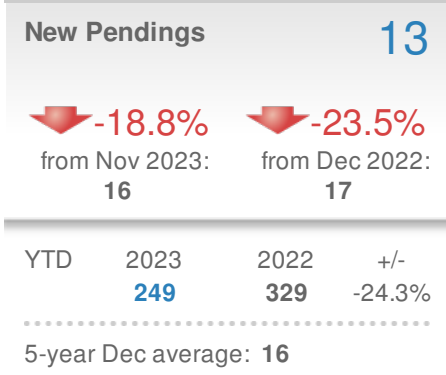 New Pendings 13
-18.8% -23.5%
from Nov 2023: from Dec 2022:
16 17
YTD 2023 2022 +/-
249 329 -24.3%
5-year Dec average: 16